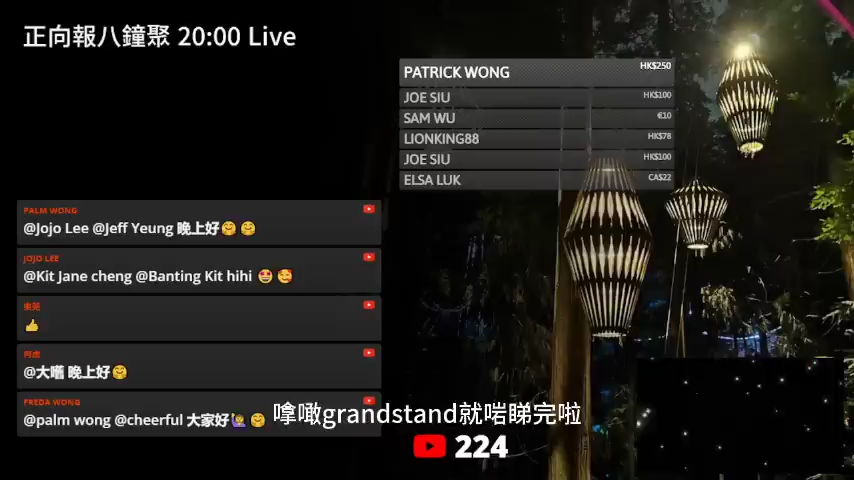 正向報八鐘聚 20:00 Live
PATRICK WONG HK$250
JOE SIU HK$100
SAM WU €10
LIONKING88 HK$78
JOE SIU HK$100
ELSA LUK CA$22
PALM WONG
@Jojo Lee @Jeff Yeung 晚上好🤗 🤗
JOJO LEE
@Kit Jane cheng @Banting Kit hihi 🤩 🥰
👍
@大嚿 晚上好🤗
FREDA WONG
@palm wong @cheerful 大家好🙋‍♀️ 🤗
嗱噉grandstand就啱睇完啦
224